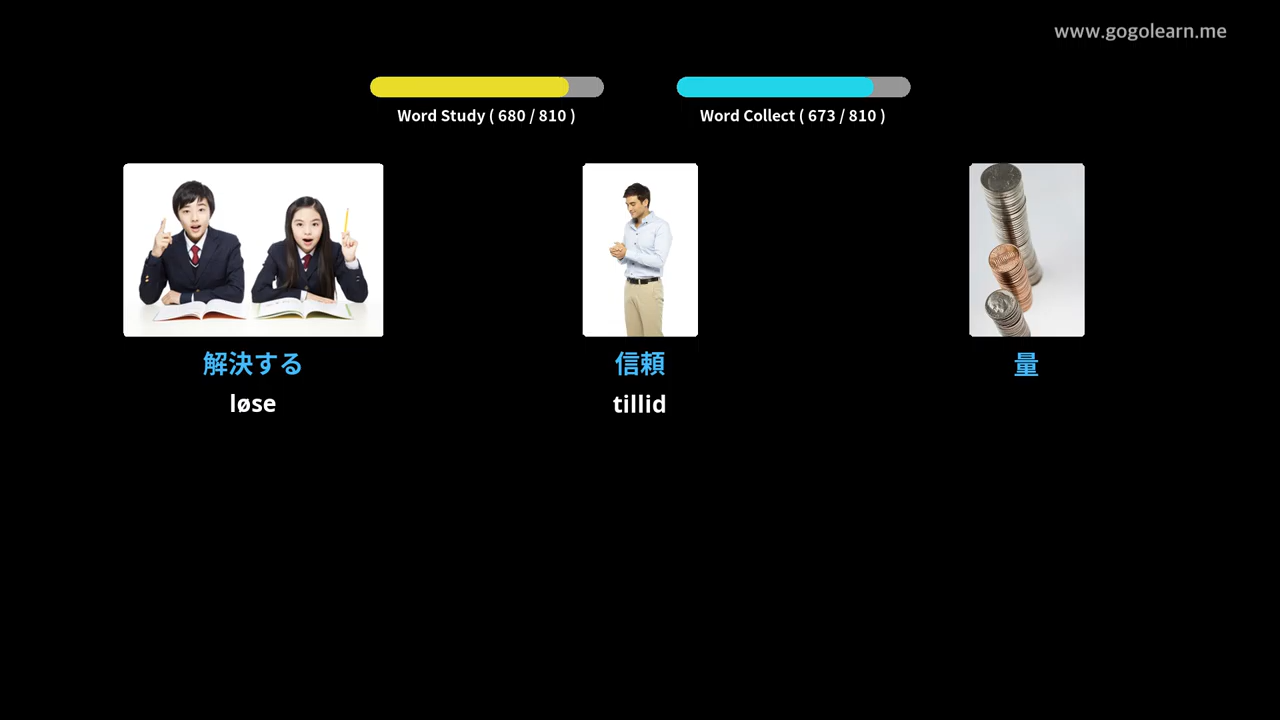 www.gogolearn.me
Word Study ( 680 / 810 )
Word Collect ( 673 / 810 )
解決する
løse
信頼
tillid
量